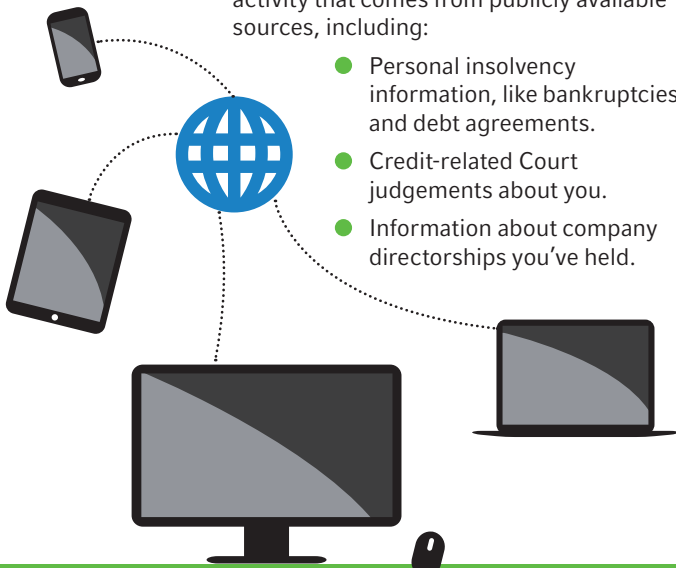 activity that comes from publicly available
sources, including:
Personal insolvency
information, like bankruptcies
and debt agreements.
Credit-related Court
judgements about you.
Information about company
directorships you’ve held.